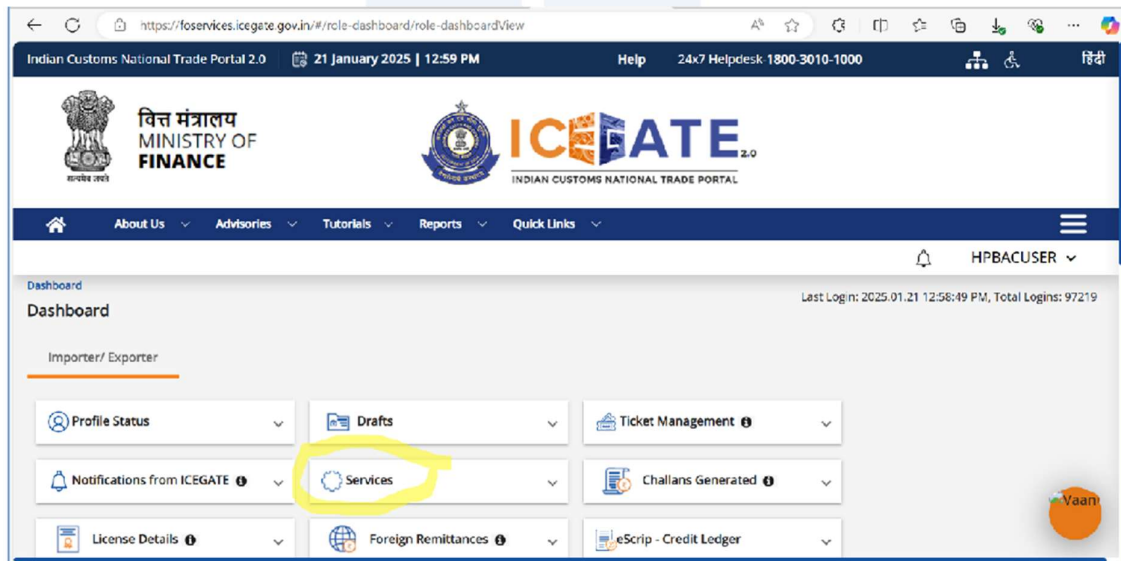 https://foservices.icegate.gov.in/#/role-dashboard/role-dashboardView
Indian Customs National Trade Portal 2.0 21 January 2025 | 12:59 PM Help 24x7 Helpdesk-1800-3010-1000 हिंदी
सत्यमेव जयते
वित्त मंत्रालय
MINISTRY OF
FINANCE
ICEGATE 2.0
INDIAN CUSTOMS NATIONAL TRADE PORTAL
About Us Advisories Tutorials Reports Quick Links
HPBACUSER
Dashboard
Last Login: 2025.01.21 12:58:49 PM, Total Logins: 97219
Dashboard
Importer/ Exporter
Profile Status Drafts Ticket Management
Notifications from ICEGATE Services Challans Generated
Vaani
License Details Foreign Remittances eScrip - Credit Ledger